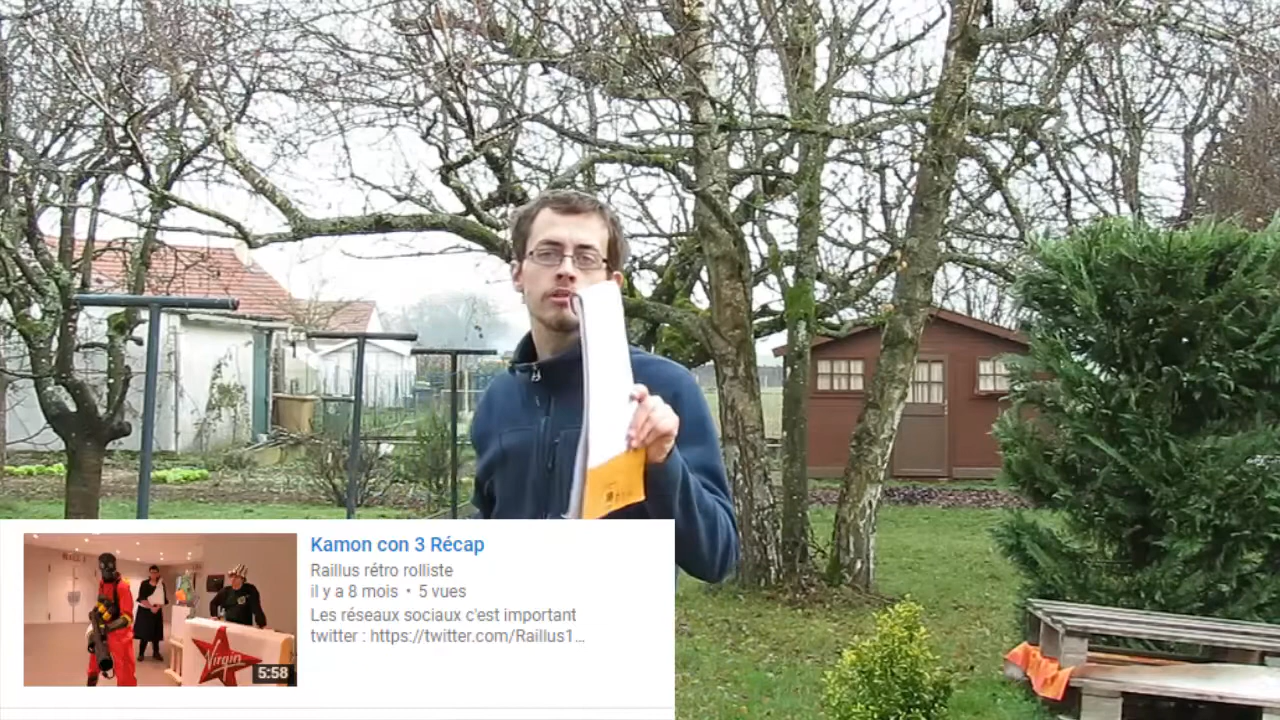 Kamon con 3 Récap
Raillus rétro rolliste
il y a 8 mois • 5 vues
Les réseaux sociaux c'est important
twitter : https://twitter.com/Raillus1...
Virgin
5:58